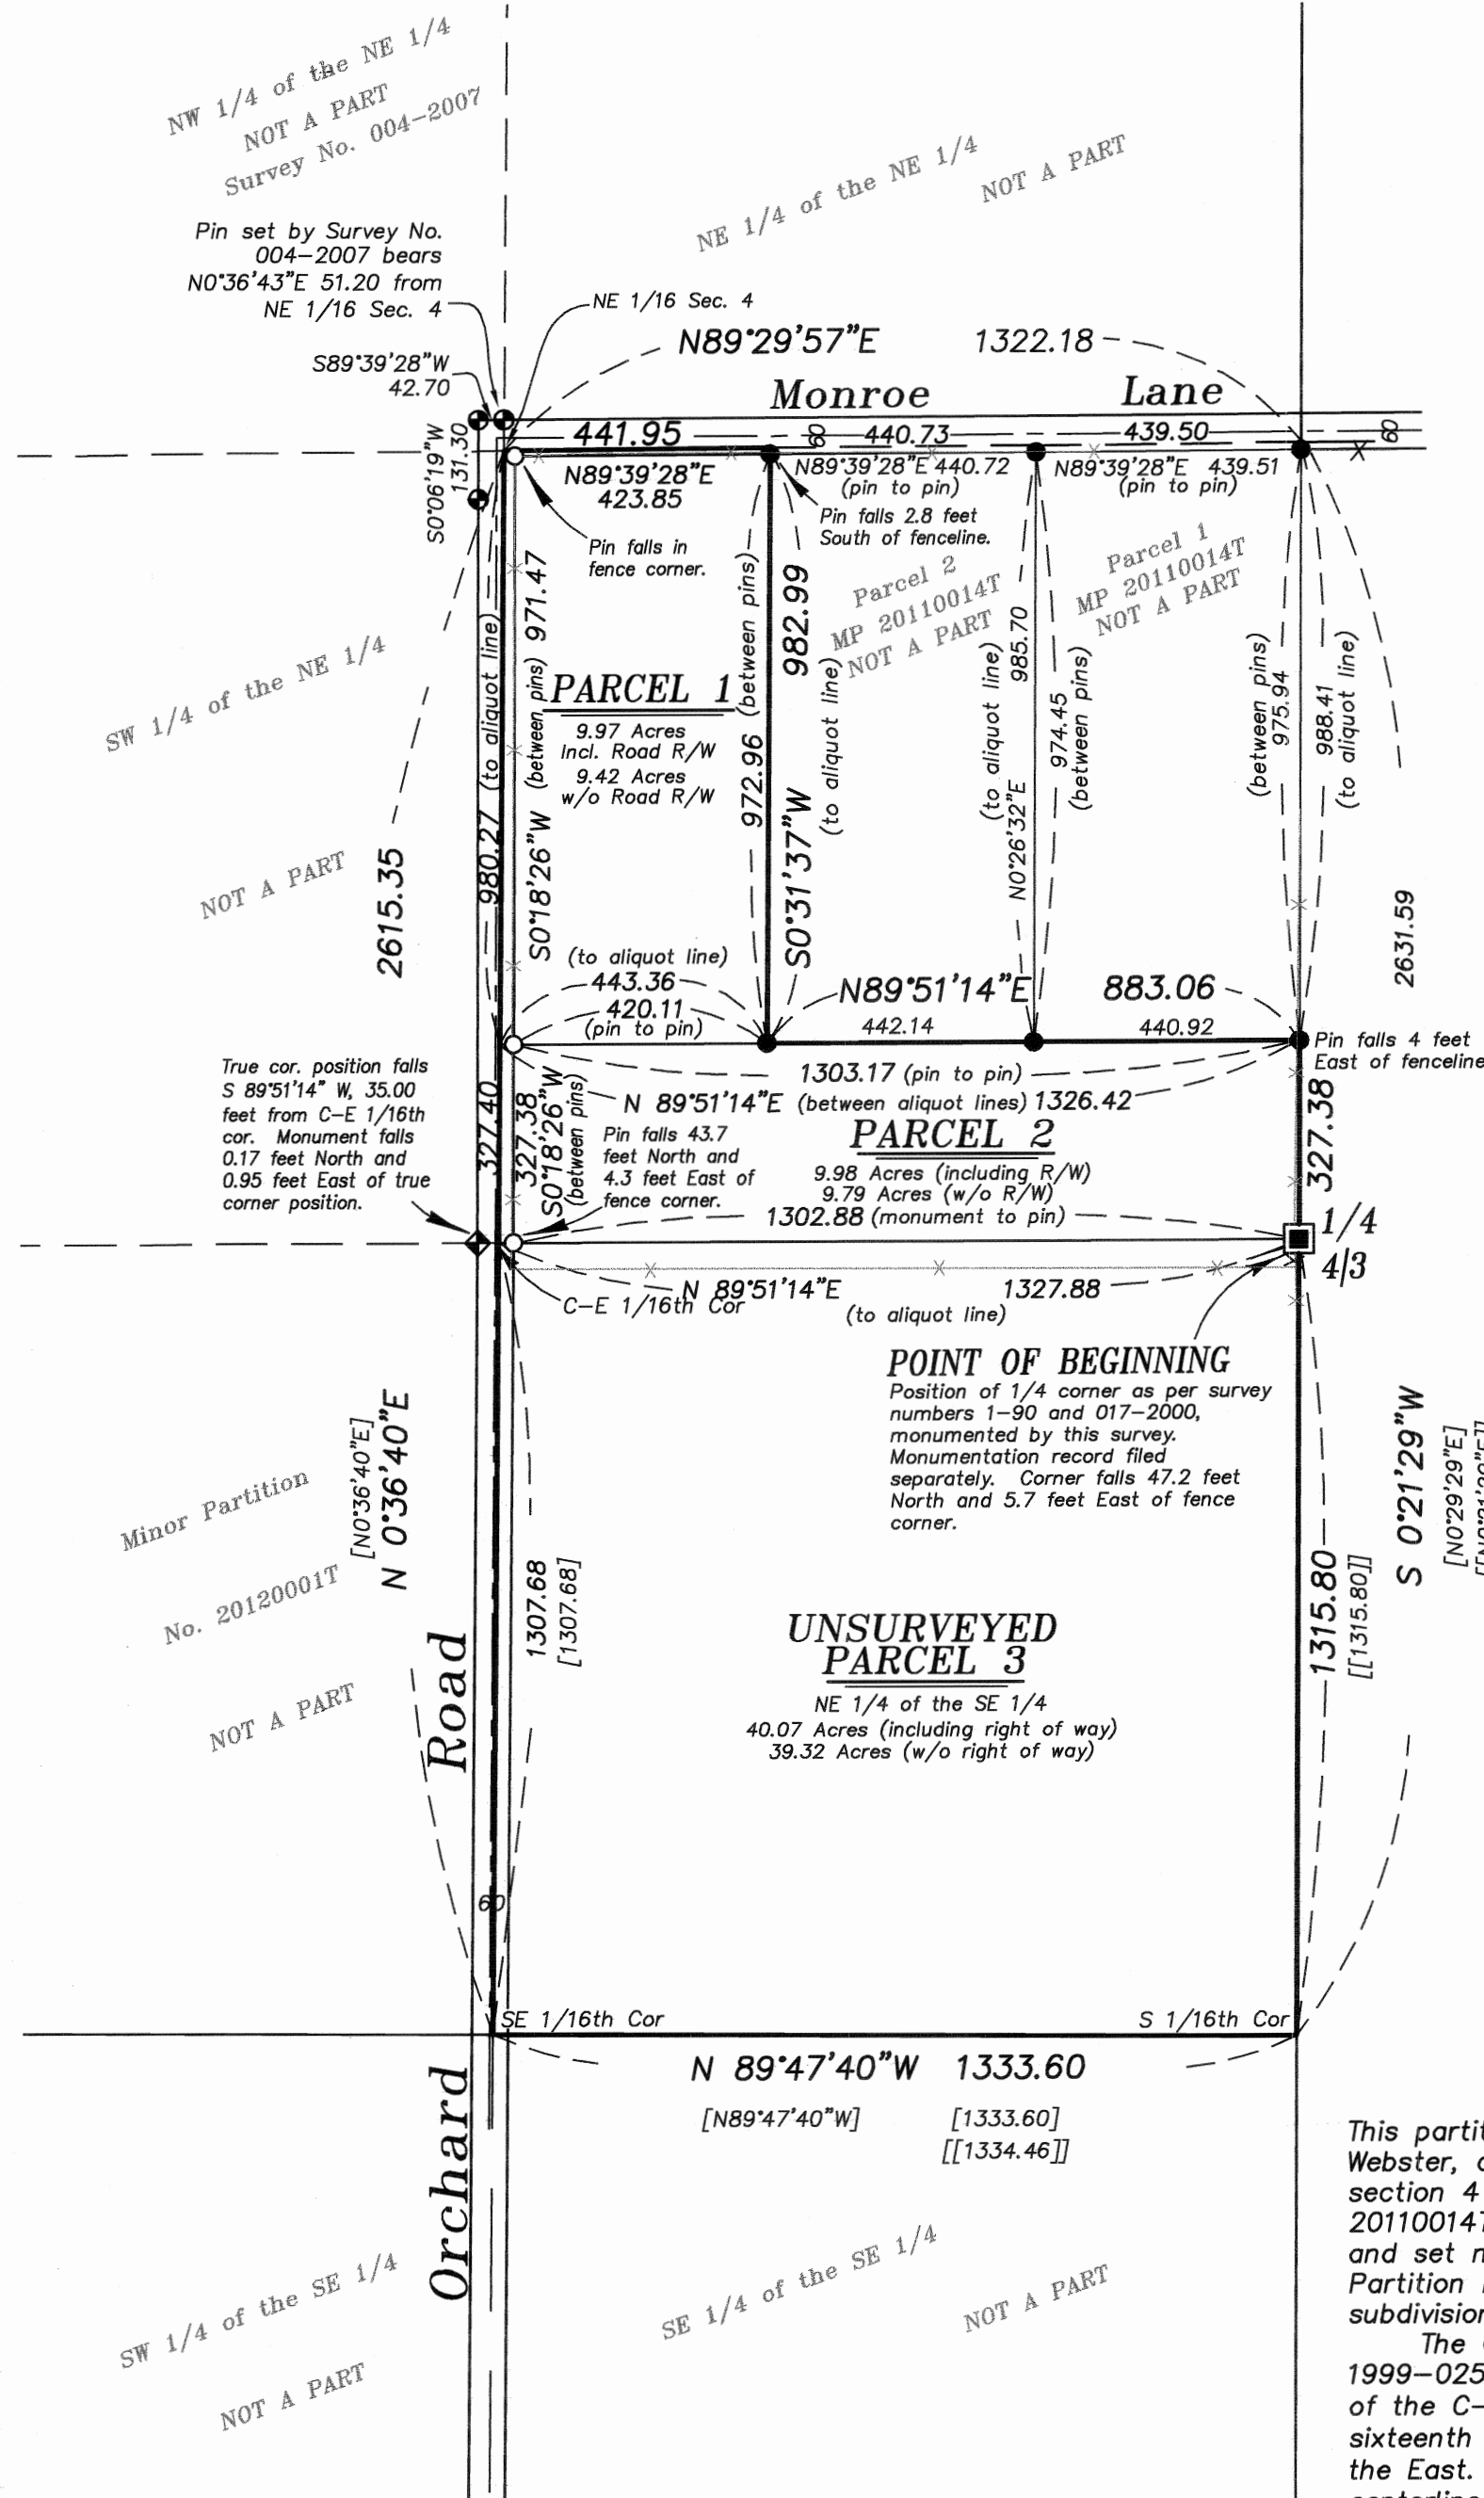 NW 1/4 of the NE 1/4
NOT A PART
Survey No. 004-2007
NE 1/4 of the NE 1/4
NOT A PART
Pin set by Survey No.
004-2007 bears
N0°36'43"E 51.20 from
NE 1/16 Sec. 4
NE 1/16 Sec. 4
N89°29'57"E 1322.18
S89°39'28"W
42.70
Monroe Lane
S0°06'19"W
131.30
441.95
60
440.73
439.50
60
N89°39'28"E
423.85
N89°39'28"E 440.72
(pin to pin)
N89°39'28"E 439.51
(pin to pin)
Pin falls 2.8 feet
South of fenceline.
Pin falls in
fence corner.
Parcel 2
MP 20110014T
NOT A PART
Parcel 1
MP 20110014T
NOT A PART
SW 1/4 of the NE 1/4
NOT A PART
2615.35
980.27 (to aliquot line)
S0°18'26"W (between pins) 971.47
PARCEL 1
9.97 Acres
Incl. Road R/W
9.42 Acres
w/o Road R/W
972.96 (between pins)
S0°31'37"W 982.99
(to aliquot line)
N0°26'32"E 985.70
(to aliquot line)
974.45
(between pins)
(between pins)
975.94
988.41
(to aliquot line)
2631.59
(to aliquot line)
443.36
420.11
(pin to pin)
N89°51'14"E 883.06
442.14
440.92
Pin falls 4 feet
East of fenceline
1303.17 (pin to pin)
N 89°51'14"E (between aliquot lines) 1326.42
True cor. position falls
S 89°51'14" W, 35.00
feet from C-E 1/16th
cor. Monument falls
0.17 feet North and
0.95 feet East of true
corner position.
327.40
327.38
S0°18'26"W
(between pins)
Pin falls 43.7
feet North and
4.3 feet East of
fence corner.
PARCEL 2
9.98 Acres (including R/W)
9.79 Acres (w/o R/W)
327.38
1302.88 (monument to pin)
1/4
4|3
N 89°51'14"E 1327.88
C-E 1/16th Cor
(to aliquot line)
POINT OF BEGINNING
Position of 1/4 corner as per survey
numbers 1-90 and 017-2000,
monumented by this survey.
Monumentation record filed
separately. Corner falls 47.2 feet
North and 5.7 feet East of fence
corner.
[N0°36'40"E]
N 0°36'40"E
Minor Partition
No. 20120001T
NOT A PART
1307.68
[1307.68]
1315.80
[[1315.80]]
S 0°21'29"W
[N0°29'29"E]
UNSURVEYED
PARCEL 3
NE 1/4 of the SE 1/4
40.07 Acres (including right of way)
39.32 Acres (w/o right of way)
Orchard Road
60
SE 1/16th Cor
S 1/16th Cor
N 89°47'40"W 1333.60
[N89°47'40"W] [1333.60]
[[1334.46]]
SW 1/4 of the SE 1/4
NOT A PART
SE 1/4 of the SE 1/4
NOT A PART
This
Webster,
section 4
and set
Partition
The
1999-025
of the C-
sixteenth
the East.